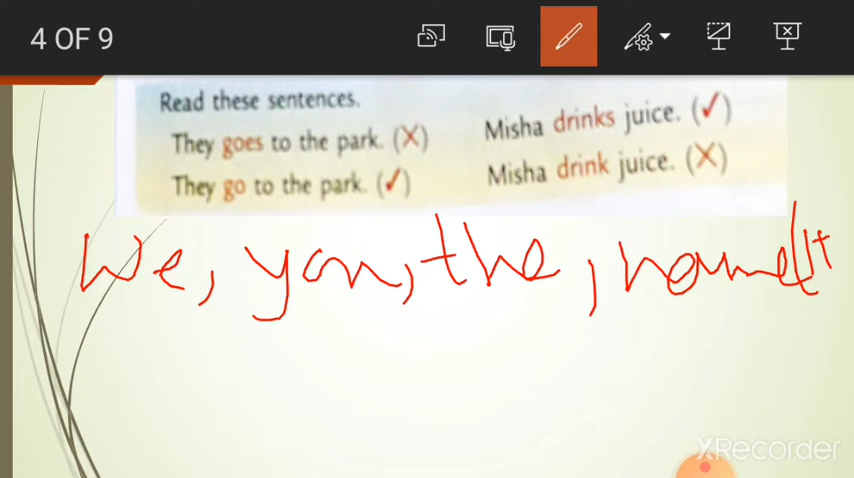 4 OF 9
Read these sentences.
They goes to the park. (X) Misha drinks juice. (✓)
They go to the park. (✓) Misha drink juice. (X)
We, you, the, name
XRecorder